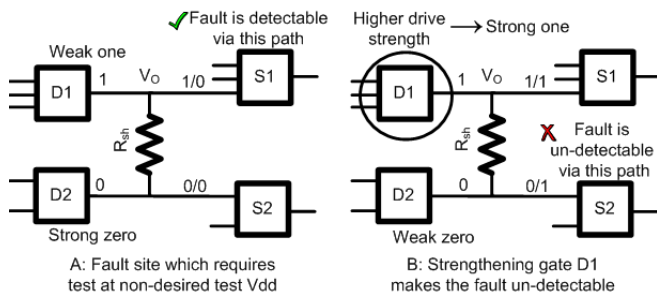 Fault is detectable
via this path
Weak one
D1
1
VO
1/0
S1
Rsh
D2
0
0/0
S2
Strong zero
A: Fault site which requires
test at non-desired test Vdd
Higher drive
strength
Strong one
D1
1
VO
1/1
S1
Rsh
Fault is
un-detectable
via this path
D2
0
0/1
S2
Weak zero
B: Strengthening gate D1
makes the fault un-detectable